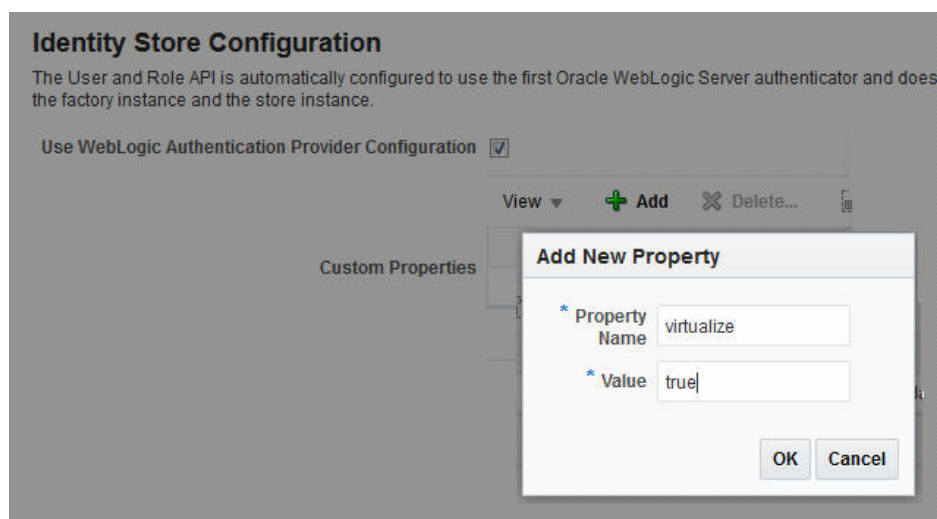 Identity Store Configuration
The User and Role API is automatically configured to use the first Oracle WebLogic Server authenticator and does
the factory instance and the store instance.
Use WebLogic Authentication Provider Configuration
View
Add
Delete...
Custom Properties
Add New Property
* Property
Name
virtualize
* Value
true
OK
Cancel